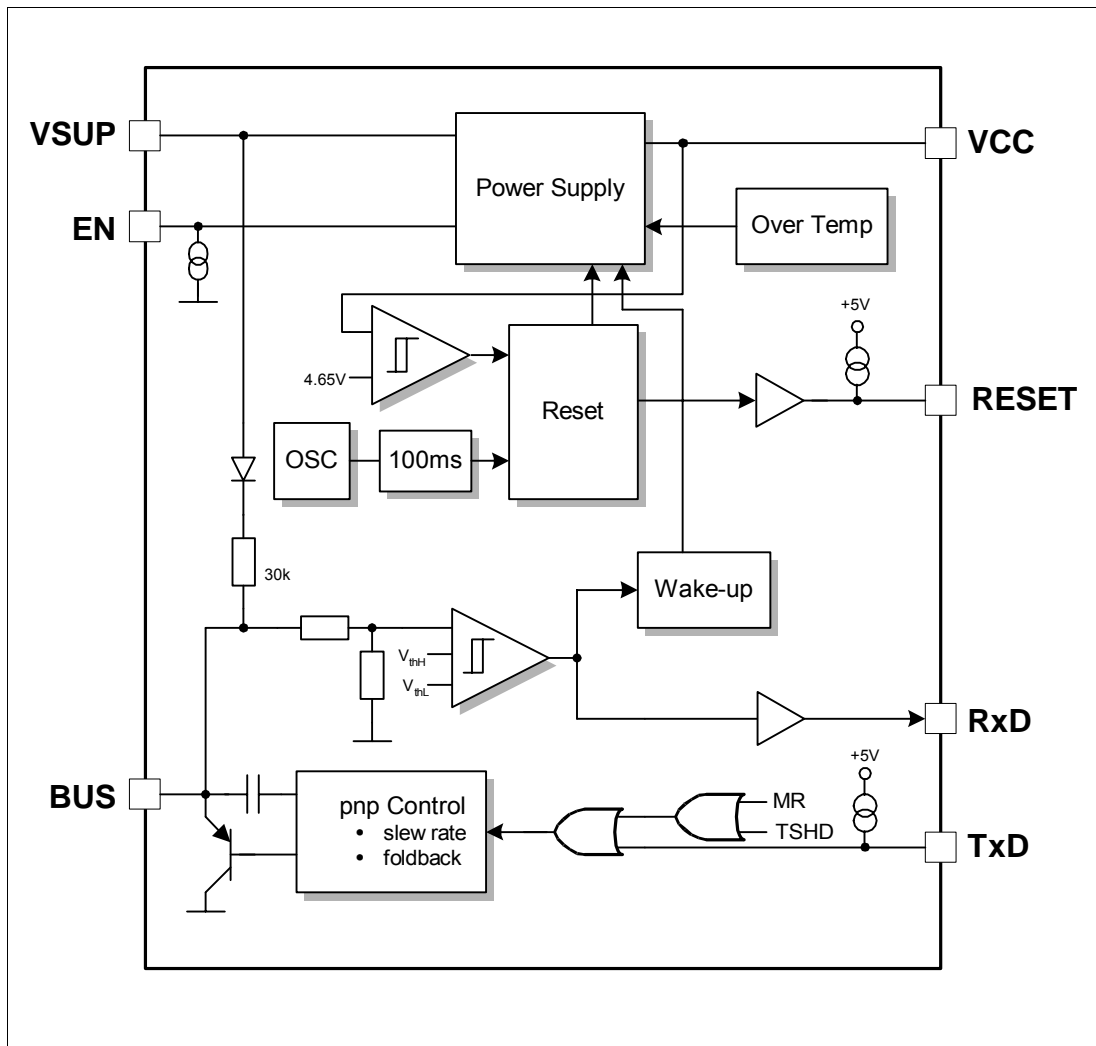 VSUP
VCC
Power Supply
EN
Over Temp
+5V
4.65V
Reset
RESET
OSC
100ms
30k
Wake-up
VthH
VthL
RxD
+5V
BUS
pnp Control
• slew rate
• foldback
MR
TSHD
TxD